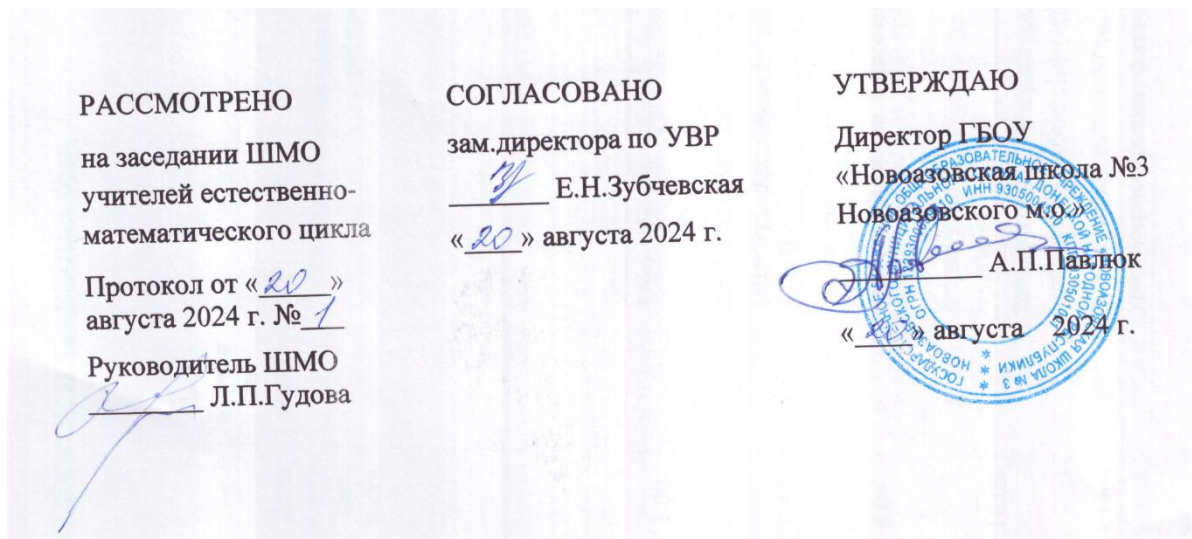 РАССМОТРЕНО
на заседании ШМО
учителей естественно-
математического цикла
Протокол от «20»
августа 2024 г. №1
Руководитель ШМО
Л.П.Гудова
СОГЛАСОВАНО
зам.директора по УВР
Е.Н.Зубчевская
«20» августа 2024 г.
УТВЕРЖДАЮ
Директор ГБОУ
«Новоазовская школа №3
Новоазовского м.о.»
А.П.Павлюк
«20» августа 2024 г.